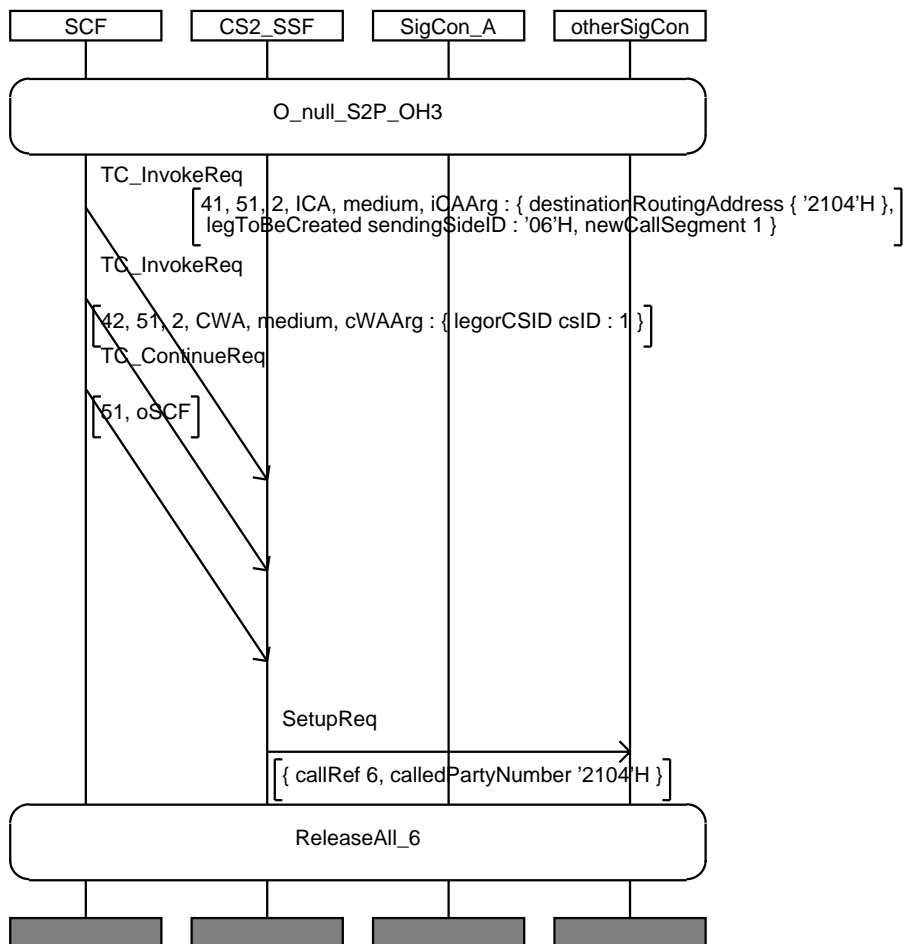 SCF CS2_SSF SigCon_A otherSigCon
O_null_S2P_OH3
TC_InvokeReq
41, 51, 2, ICA, medium, iCAArg : { destinationRoutingAddress { ’2104’H },
legToBeCreated sendingSideID : ’06’H, newCallSegment 1 }
TC_InvokeReq
42, 51, 2, CWA, medium, cWAArg : { legorCSID csID : 1 }
TC_ContinueReq
51, oSCF
SetupReq
{ callRef 6, calledPartyNumber ’2104’H }
ReleaseAll_6